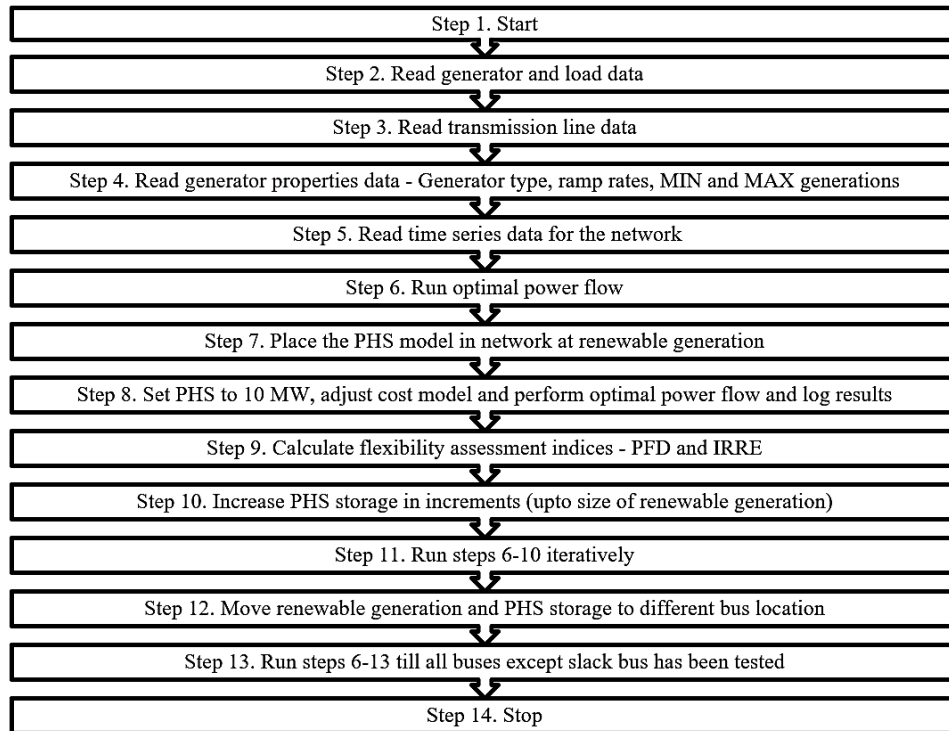 Step 1. Start
Step 2. Read generator and load data
Step 3. Read transmission line data
Step 4. Read generator properties data - Generator type, ramp rates, MIN and MAX generations
Step 5. Read time series data for the network
Step 6. Run optimal power flow
Step 7. Place the PHS model in network at renewable generation
Step 8. Set PHS to 10 MW, adjust cost model and perform optimal power flow and log results
Step 9. Calculate flexibility assessment indices - PFD and IRRE
Step 10. Increase PHS storage in increments (upto size of renewable generation)
Step 11. Run steps 6-10 iteratively
Step 12. Move renewable generation and PHS storage to different bus location
Step 13. Run steps 6-13 till all buses except slack bus has been tested
Step 14. Stop